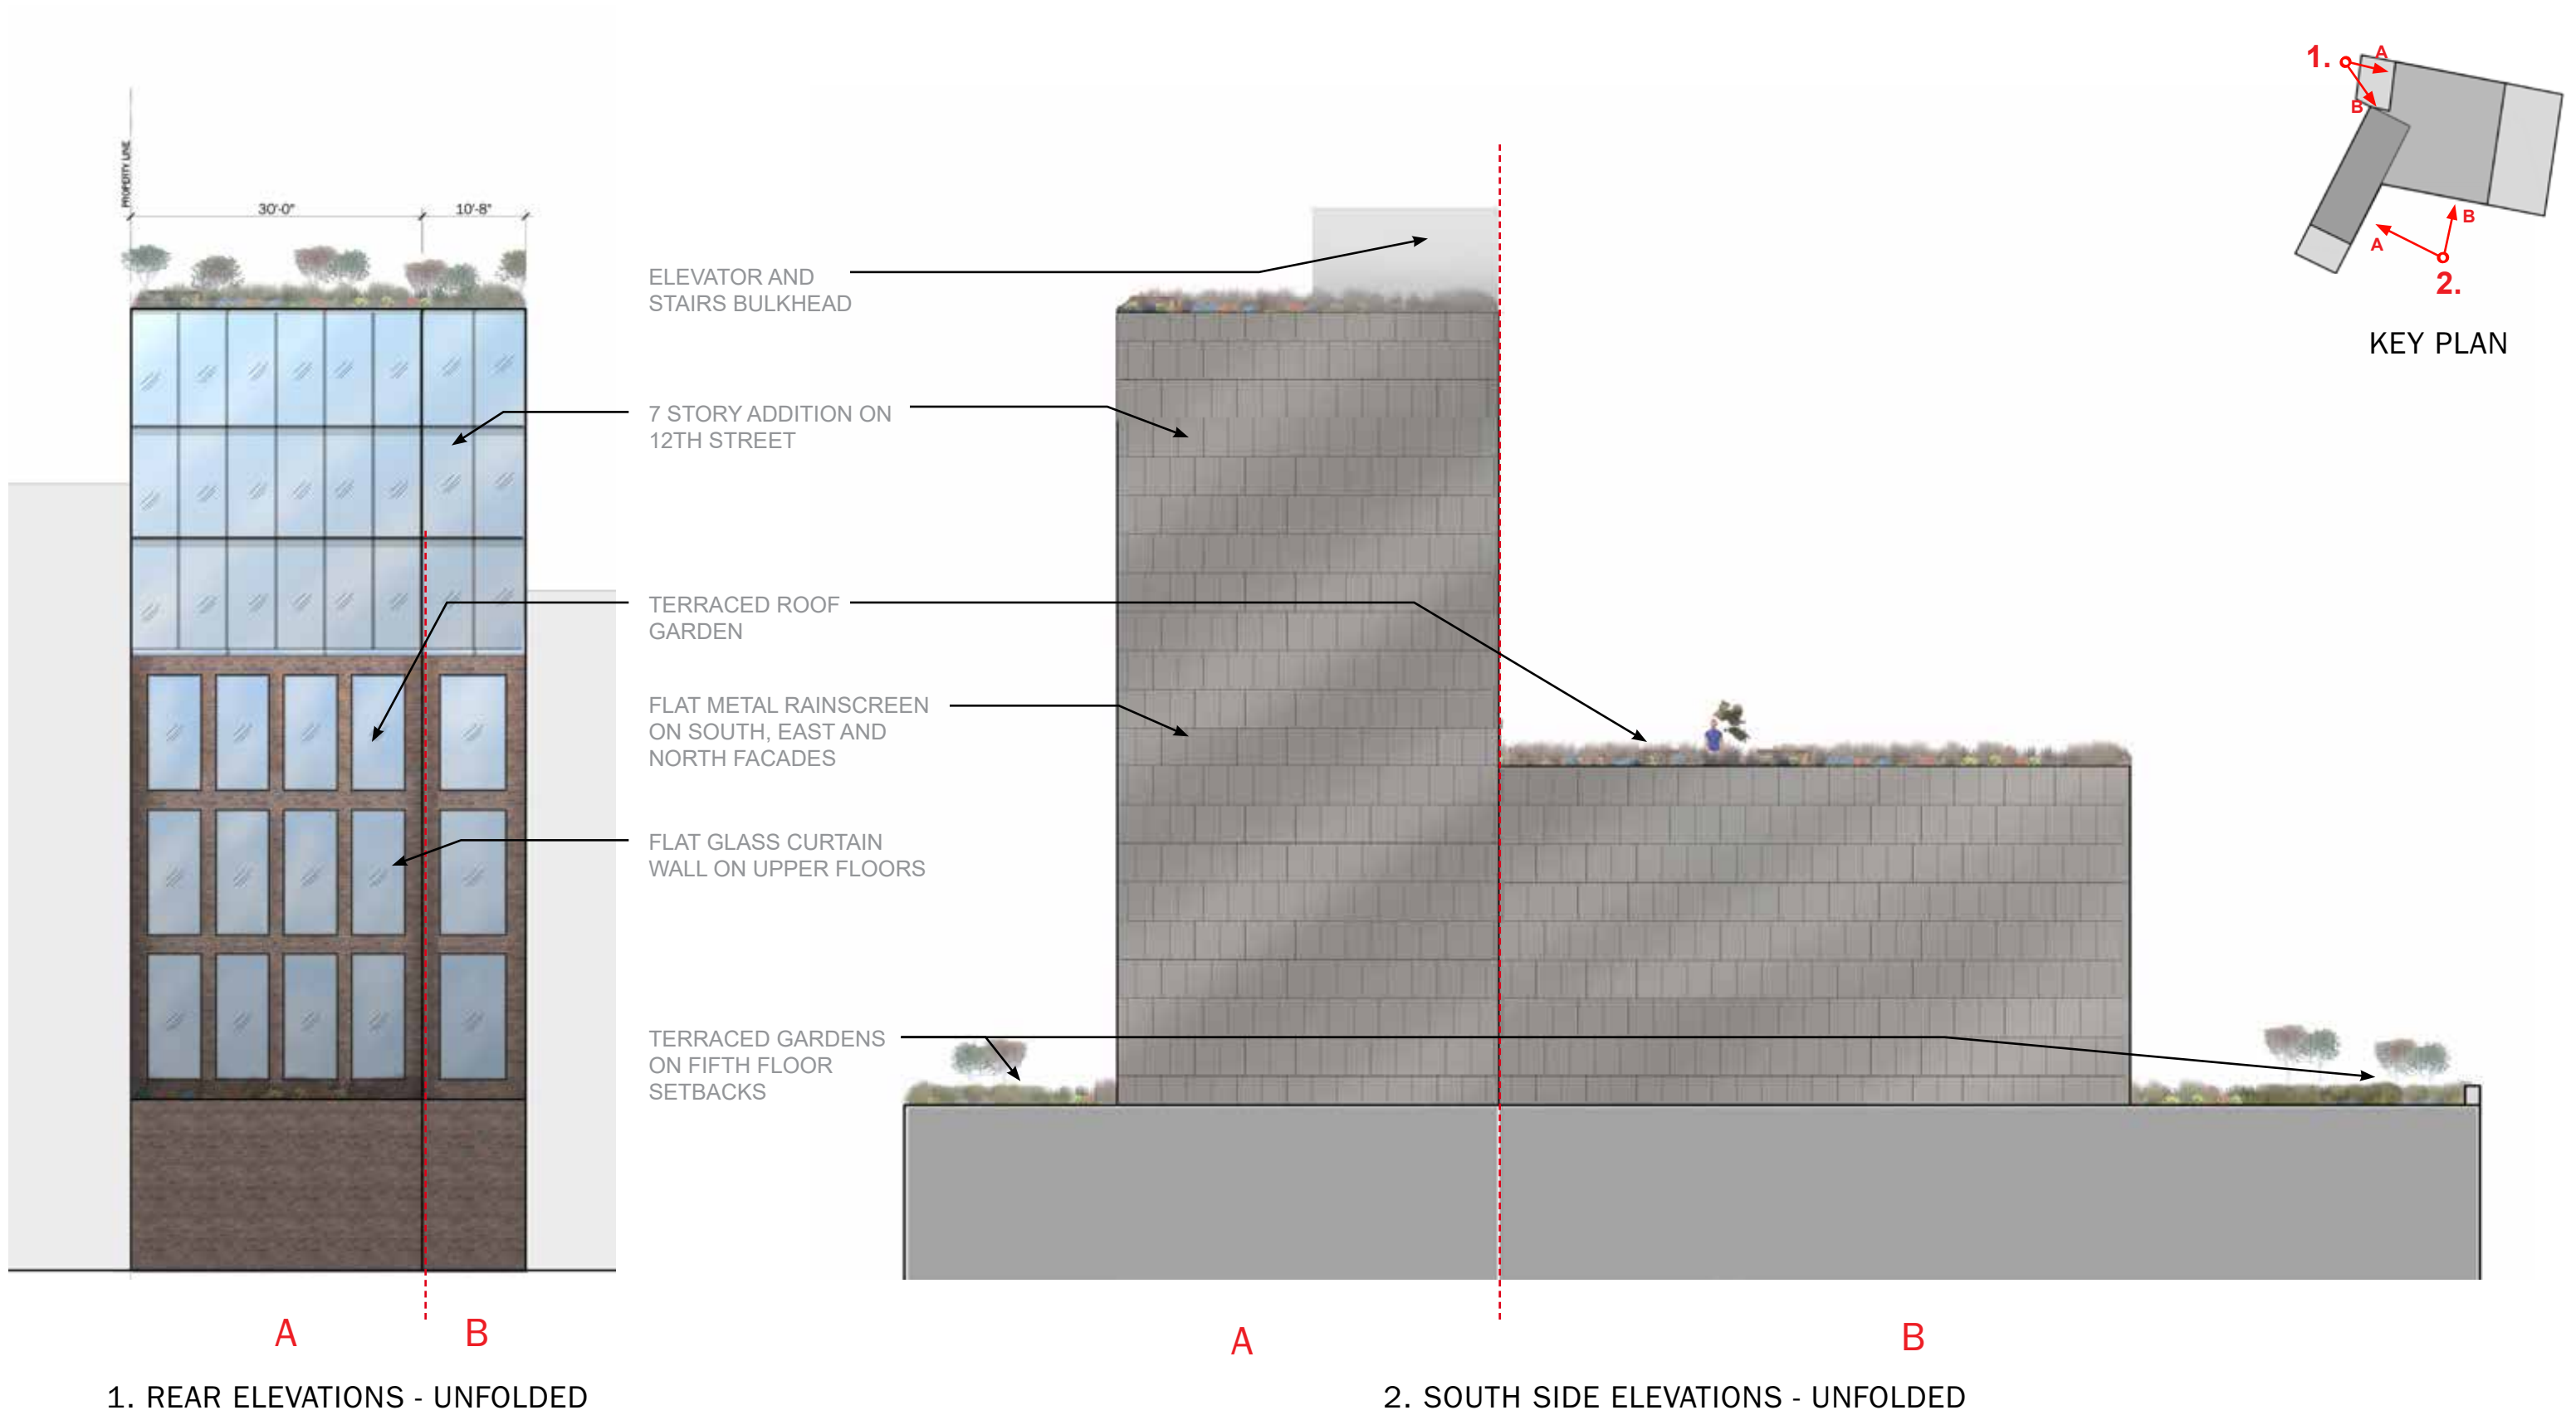 PROPERTY LINE
30'-0"
10'-8"
ELEVATOR AND
STAIRS BULKHEAD
7 STORY ADDITION ON
12TH STREET
TERRACED ROOF
GARDEN
FLAT METAL RAINSCREEN
ON SOUTH, EAST AND
NORTH FACADES
FLAT GLASS CURTAIN
WALL ON UPPER FLOORS
TERRACED GARDENS
ON FIFTH FLOOR
SETBACKS
1.
A
B
A
B
2.
KEY PLAN
A
B
A
B
1. REAR ELEVATIONS - UNFOLDED
2. SOUTH SIDE ELEVATIONS - UNFOLDED